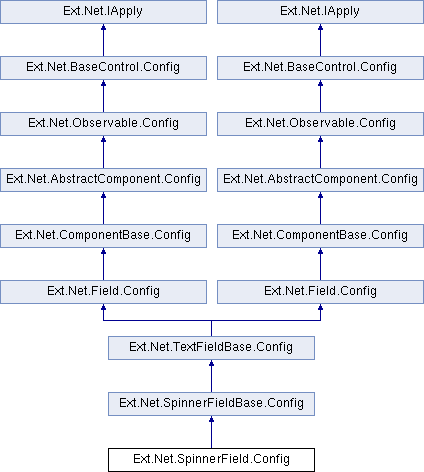 Ext.Net.IApply Ext.Net.IApply
Ext.Net.BaseControl.Config Ext.Net.BaseControl.Config
Ext.Net.Observable.Config Ext.Net.Observable.Config
Ext.Net.AbstractComponent.Config Ext.Net.AbstractComponent.Config
Ext.Net.ComponentBase.Config Ext.Net.ComponentBase.Config
Ext.Net.Field.Config Ext.Net.Field.Config
Ext.Net.TextFieldBase.Config
Ext.Net.SpinnerFieldBase.Config
Ext.Net.SpinnerField.Config